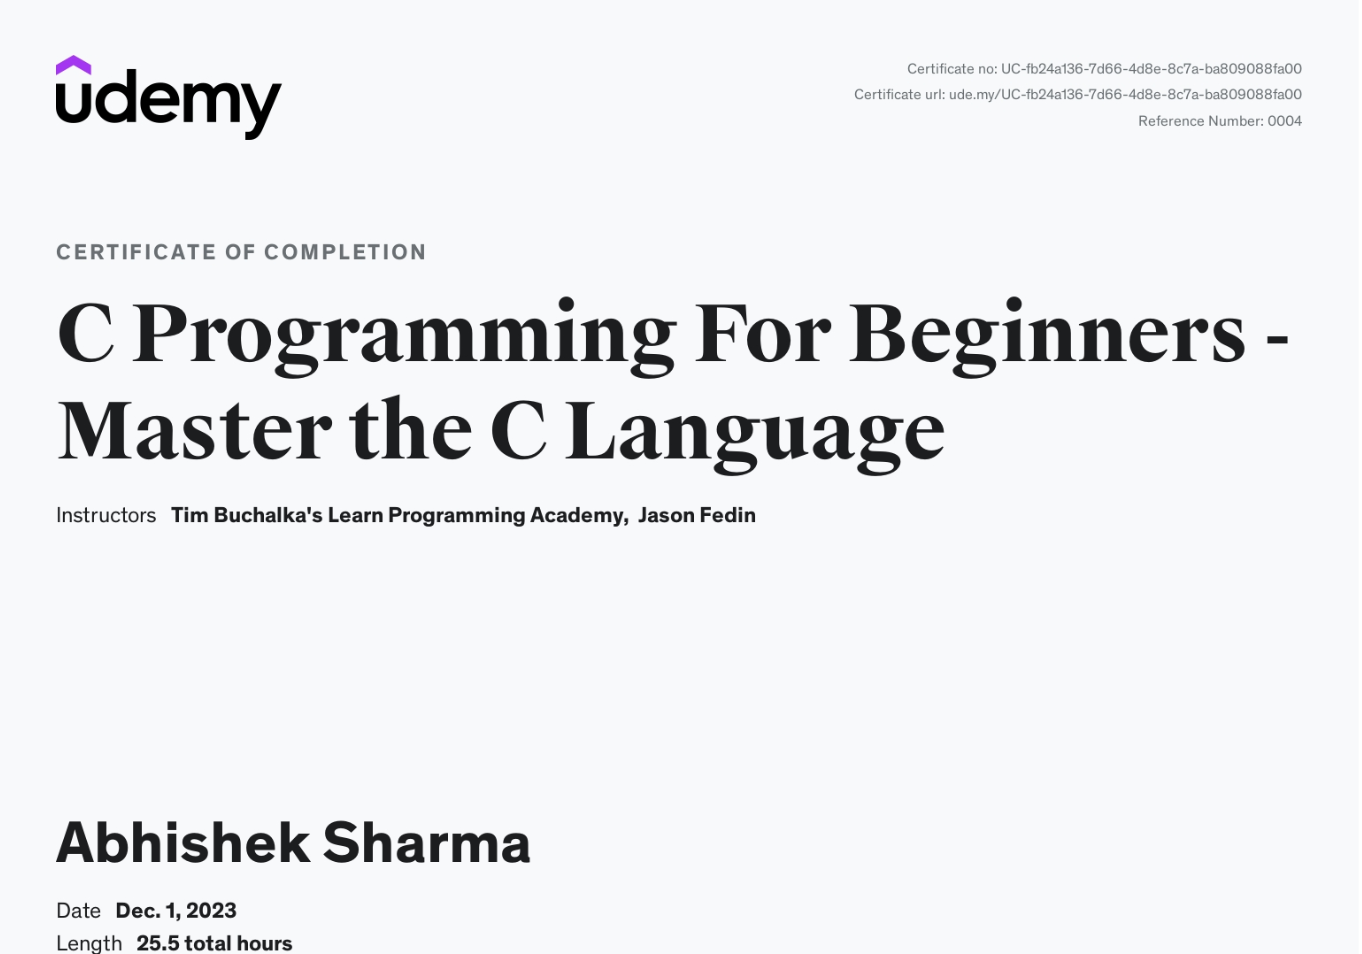 udemy
Certificate no: UC-fb24a136-7d66-4d8e-8c7a-ba809088fa00
Certificate url: ude.my/UC-fb24a136-7d66-4d8e-8c7a-ba809088fa00
Reference Number: 0004
CERTIFICATE OF COMPLETION
C Programming For Beginners -
Master the C Language
Instructors Tim Buchalka's Learn Programming Academy, Jason Fedin
Abhishek Sharma
Date Dec. 1, 2023
Length 25.5 total hours